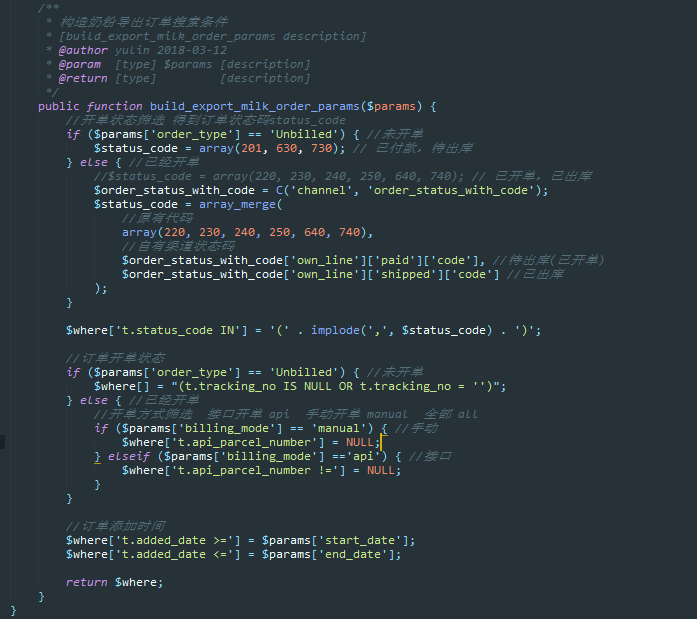 /**
 * 构造奶粉导出订单搜索条件
 * [build_export_milk_order_params description]
 * @author yulin 2018-03-12
 * @param  [type] $params [description]
 * @return [type]         [description]
 */
public function build_export_milk_order_params($params) {
    //开单状态筛选 得到订单状态码status_code
    if ($params['order_type'] == 'Unbilled') { //未开单
        $status_code = array(201, 630, 730); // 已付款，待出库
    } else { //已经开单
        //$status_code = array(220, 230, 240, 250, 640, 740); // 已开单，已出库
        $order_status_with_code = C('channel', 'order_status_with_code');
        $status_code = array_merge(
            //原有代码
            array(220, 230, 240, 250, 640, 740),
            //自有渠道状态码
            $order_status_with_code['own_line']['paid']['code'], //待出库(已开单)
            $order_status_with_code['own_line']['shipped']['code'] //已出库
        );
    }
    $where['t.status_code IN'] = '(' . implode(',', $status_code) . ')';
    //订单开单状态
    if ($params['order_type'] == 'Unbilled') { //未开单
        $where[] = "(t.tracking_no IS NULL OR t.tracking_no = '')";
    } else { //已经开单
        //开单方式筛选  接口开单 api  手动开单 manual  全部 all
        if ($params['billing_mode'] == 'manual') { //手动
            $where['t.api_parcel_number'] = NULL;
        } elseif ($params['billing_mode'] =='api') { //接口
            $where['t.api_parcel_number !='] = NULL;
        }
    }
    //订单添加时间
    $where['t.added_date >='] = $params['start_date'];
    $where['t.added_date <='] = $params['end_date'];
    return $where;
}
}